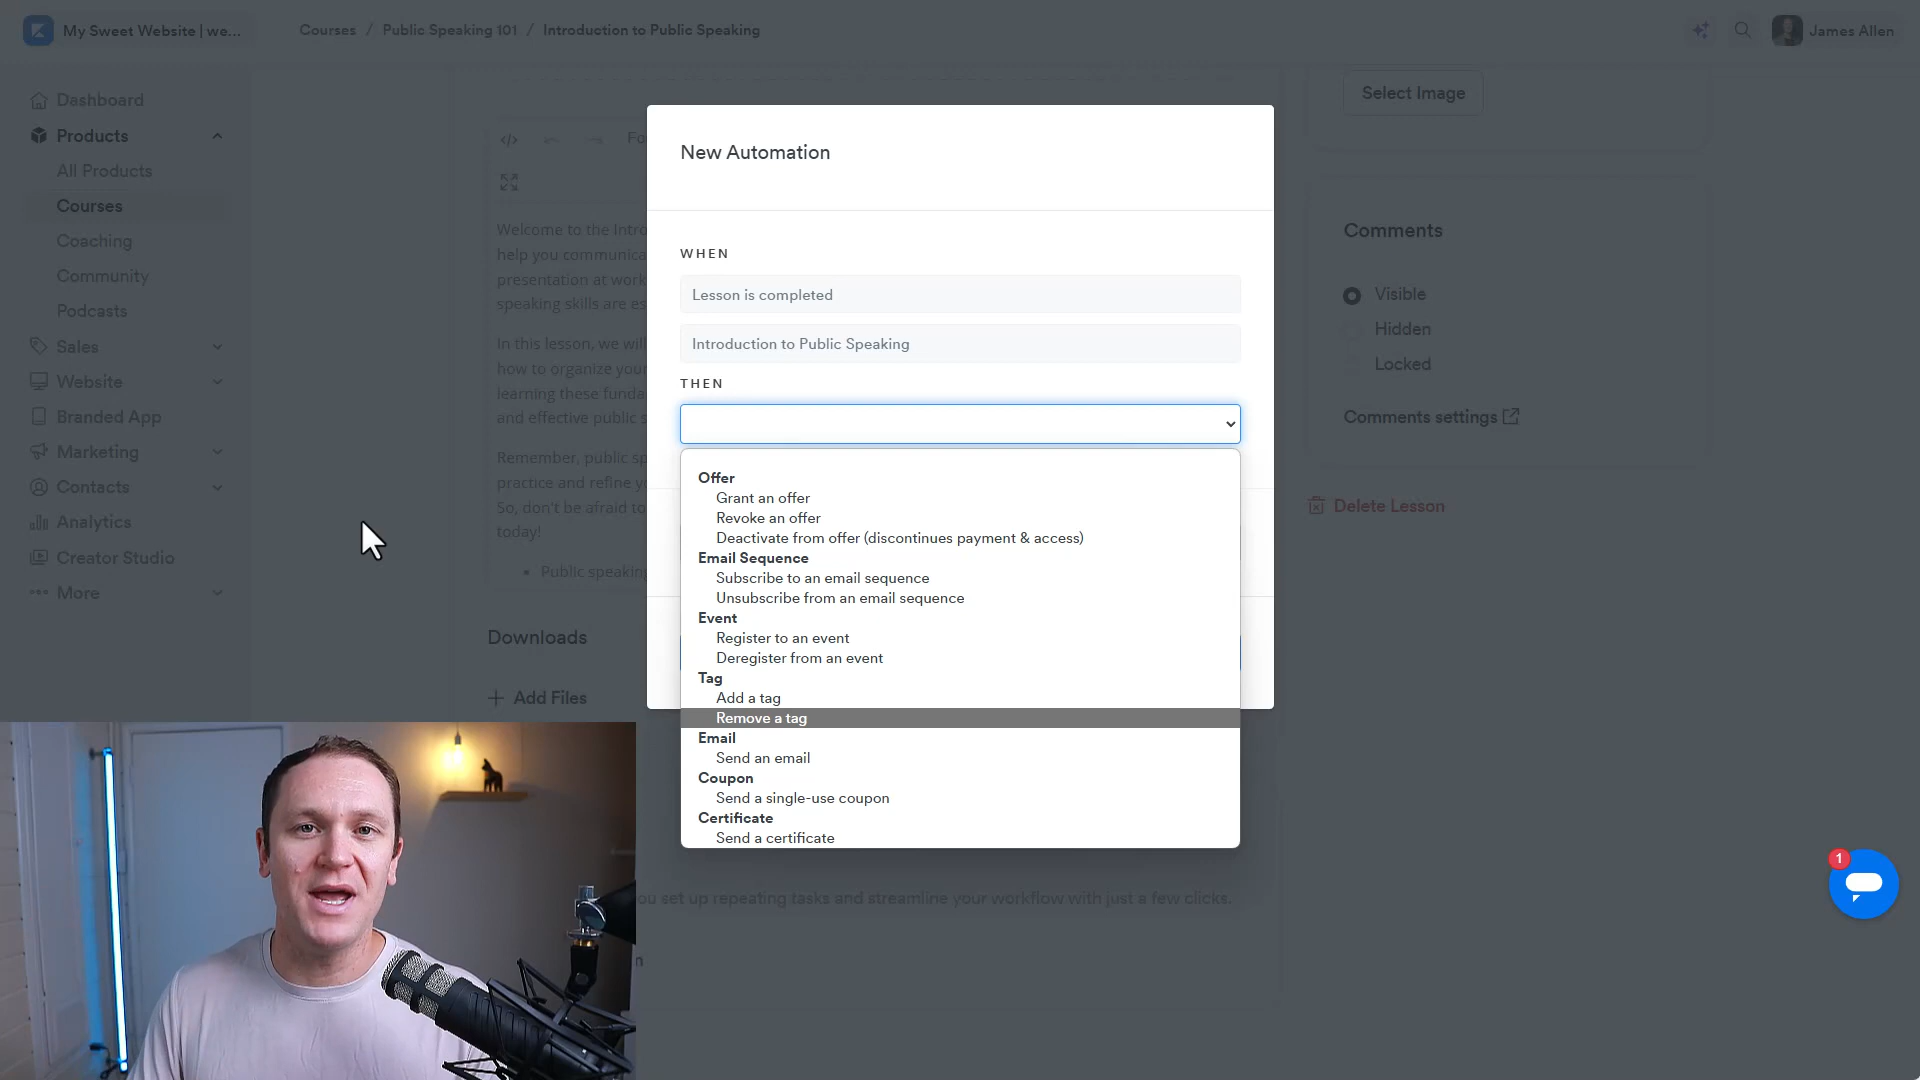 My Sweet Website | we...
Courses / Public Speaking 101 / Introduction to Public Speaking
James Allen
Dashboard
Products
All Products
Courses
Coaching
Community
Podcasts
Sales
Website
Branded App
Marketing
Contacts
Analytics
Creator Studio
More
Welcome to the Intro
help you communica
presentation at work
speaking skills are es
In this lesson, we wil
how to organize your
learning these funda
and effective public s
Remember, public sp
practice and refine y
So, don't be afraid to
today!
• Public speaking
Downloads
+ Add Files
New Automation
WHEN
Lesson is completed
Introduction to Public Speaking
THEN
Offer
Grant an offer
Revoke an offer
Deactivate from offer (discontinues payment & access)
Email Sequence
Subscribe to an email sequence
Unsubscribe from an email sequence
Event
Register to an event
Deregister from an event
Tag
Add a tag
Remove a tag
Email
Send an email
Coupon
Send a single-use coupon
Certificate
Send a certificate
ou set up repeating tasks and streamline your workflow with just a few clicks.
Select Image
Comments
Visible
Hidden
Locked
Comments settings
Delete Lesson
1